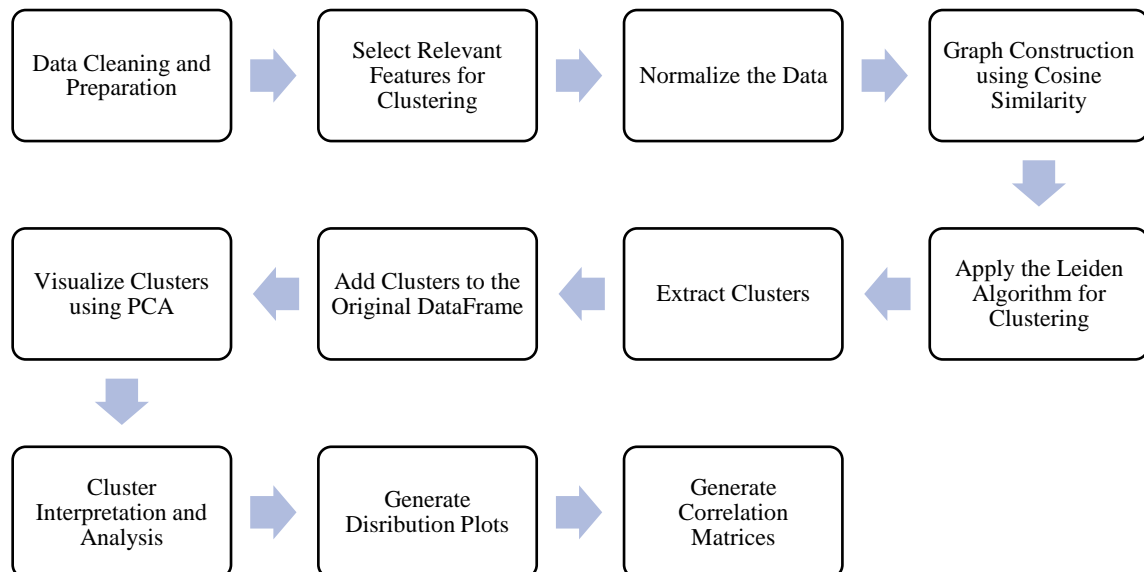 Data Cleaning and
Preparation
Select Relevant
Features for
Clustering
Normalize the Data
Graph Construction
using Cosine
Similarity
Apply the Leiden
Algorithm for
Clustering
Extract Clusters
Add Clusters to the
Original DataFrame
Visualize Clusters
using PCA
Cluster
Interpretation and
Analysis
Generate
Disribution Plots
Generate
Correlation
Matrices